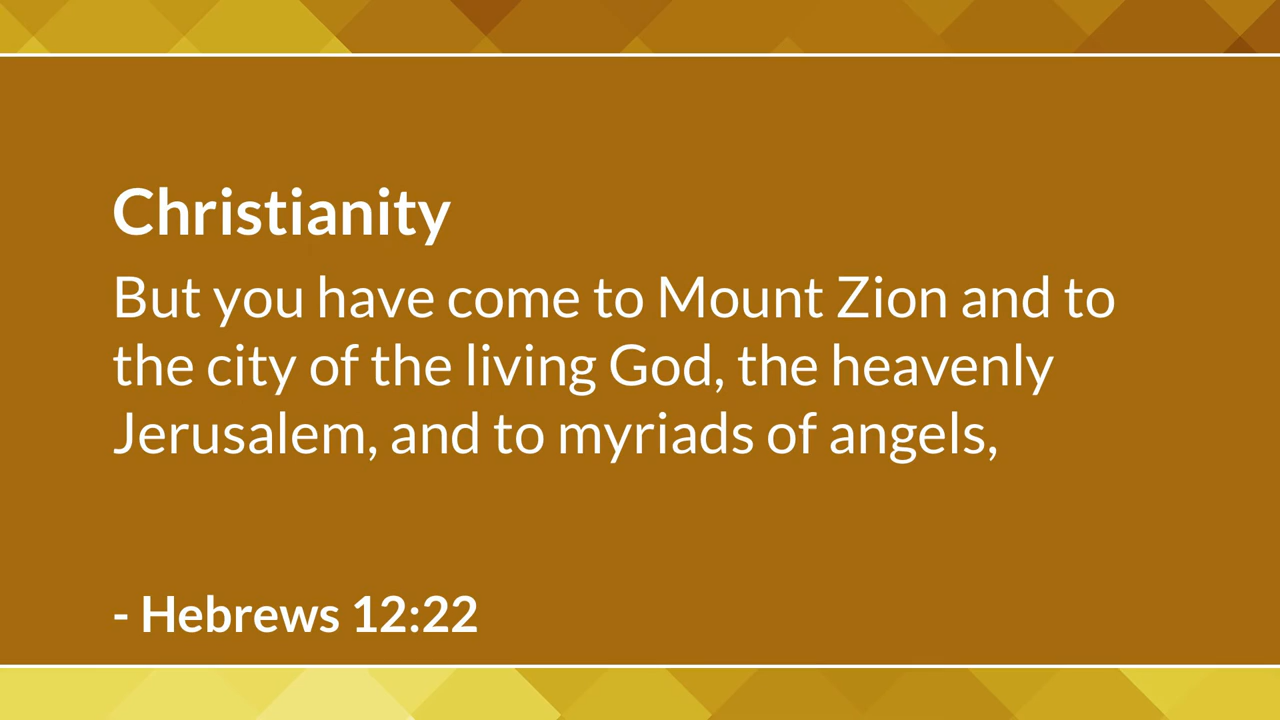 Christianity
But you have come to Mount Zion and to
the city of the living God, the heavenly
Jerusalem, and to myriads of angels,
- Hebrews 12:22